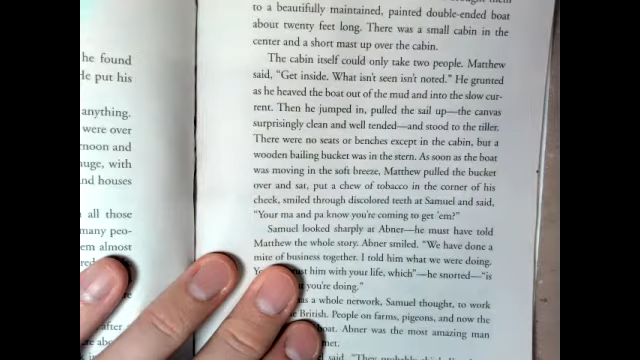 he found
He put his
anything.
were over
rnoon and
uge, with
nd houses
all those
many peo-
em almost
after
to a beautifully maintained, painted double-ended boat
about twenty feet long. There was a small cabin in the
center and a short mast up over the cabin.
The cabin itself could only take two people. Matthew
said, “Get inside. What isn't seen isn't noted.” He grunted
as he heaved the boat out of the mud and into the slow cur-
rent. Then he jumped in, pulled the sail up—the canvas
surprisingly clean and well tended—and stood to the tiller.
There were no seats or benches except in the cabin, but a
wooden bailing bucket was in the stern. As soon as the boat
was moving in the soft breeze, Matthew pulled the bucket
over and sat, put a chew of tobacco in the corner of his
cheek, smiled through discolored teeth at Samuel and said,
“Your ma and pa know you're coming to get 'em?”
Samuel looked sharply at Abner—he must have told
Matthew the whole story. Abner smiled. “We have done a
mite of business together. I told him what we were doing.
him with your life, which”—he snorted—“is
you're doing.”
a whole network, Samuel thought, to work
British. People on farms, pigeons, and now the
boat. Abner was the most amazing man
met.
said, “They probably